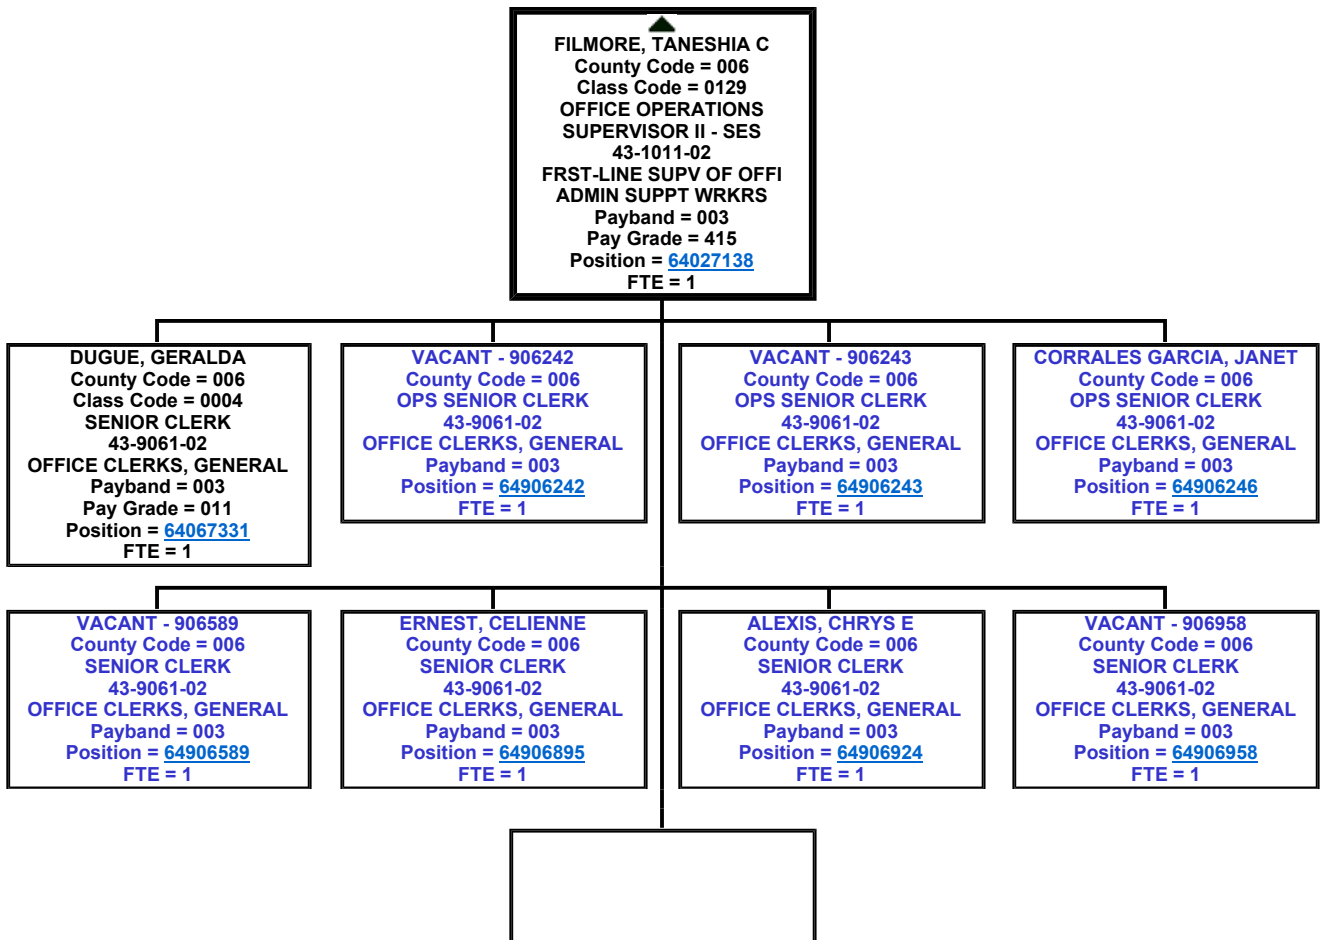 FILMORE, TANESHIA C
County Code = 006
Class Code = 0129
OFFICE OPERATIONS
SUPERVISOR II - SES
43-1011-02
FRST-LINE SUPV OF OFFI
ADMIN SUPPT WRKRS
Payband = 003
Pay Grade = 415
Position = 64027138
FTE = 1
DUGUE, GERALDA
County Code = 006
Class Code = 0004
SENIOR CLERK
43-9061-02
OFFICE CLERKS, GENERAL
Payband = 003
Pay Grade = 011
Position = 64067331
FTE = 1
VACANT - 906242
County Code = 006
OPS SENIOR CLERK
43-9061-02
OFFICE CLERKS, GENERAL
Payband = 003
Position = 64906242
FTE = 1
VACANT - 906243
County Code = 006
OPS SENIOR CLERK
43-9061-02
OFFICE CLERKS, GENERAL
Payband = 003
Position = 64906243
FTE = 1
CORRALES GARCIA, JANET
County Code = 006
OPS SENIOR CLERK
43-9061-02
OFFICE CLERKS, GENERAL
Payband = 003
Position = 64906246
FTE = 1
VACANT - 906589
County Code = 006
SENIOR CLERK
43-9061-02
OFFICE CLERKS, GENERAL
Payband = 003
Position = 64906589
FTE = 1
ERNEST, CELIENNE
County Code = 006
SENIOR CLERK
43-9061-02
OFFICE CLERKS, GENERAL
Payband = 003
Position = 64906895
FTE = 1
ALEXIS, CHRYS E
County Code = 006
SENIOR CLERK
43-9061-02
OFFICE CLERKS, GENERAL
Payband = 003
Position = 64906924
FTE = 1
VACANT - 906958
County Code = 006
SENIOR CLERK
43-9061-02
OFFICE CLERKS, GENERAL
Payband = 003
Position = 64906958
FTE = 1